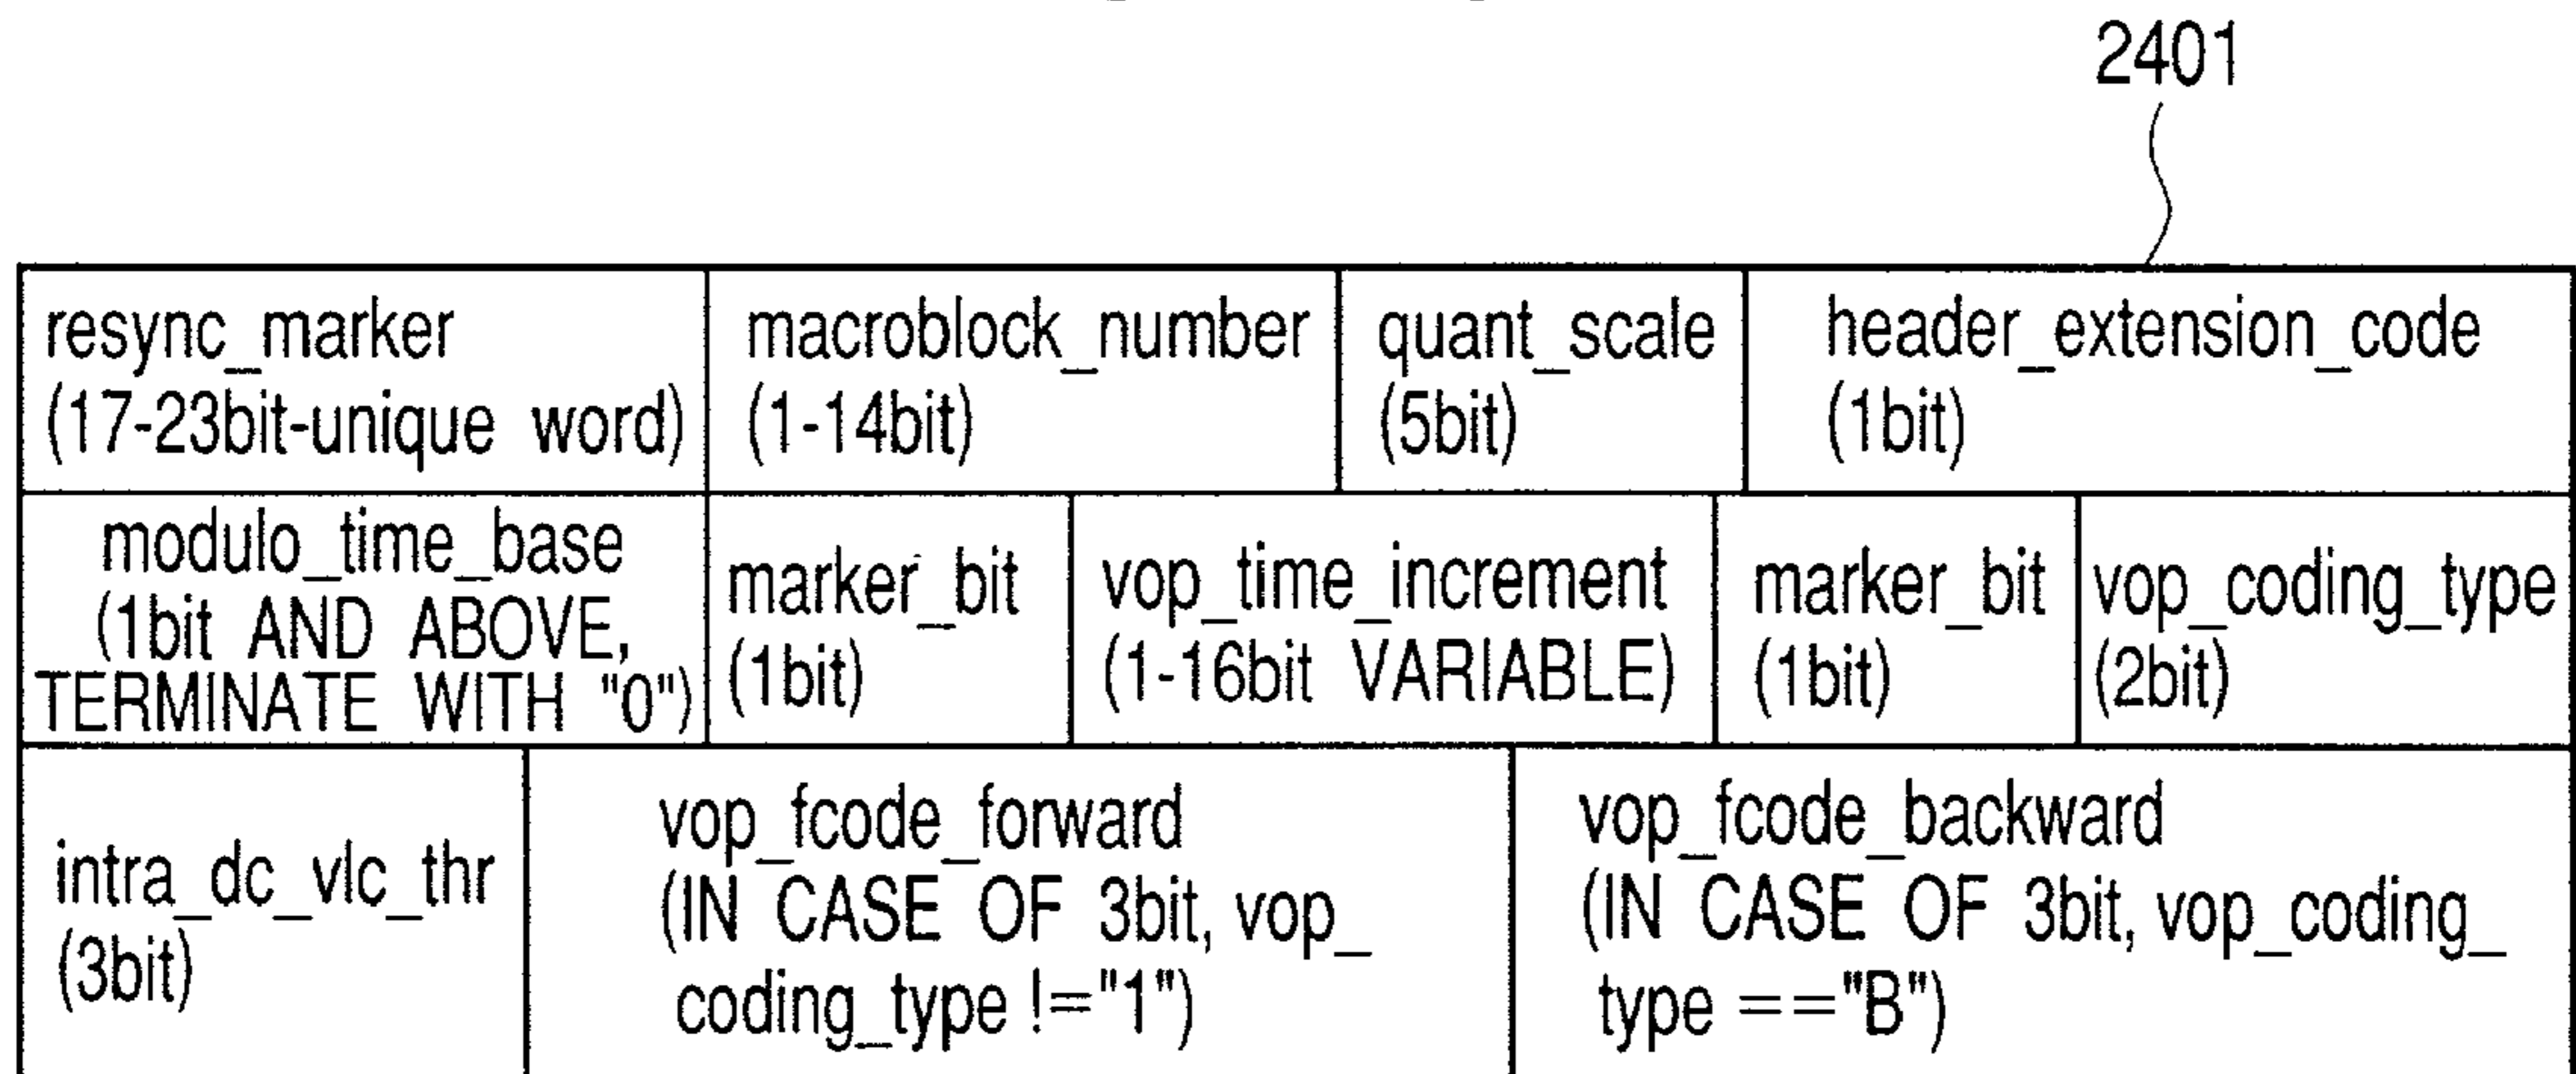 2401
resync_marker
(17-23bit-unique word)
macroblock_number
(1-14bit)
quant_scale
(5bit)
header_extension_code
(1bit)
modulo_time_base
(1bit AND ABOVE,
TERMINATE WITH "0")
marker_bit
(1bit)
vop_time_increment
(1-16bit VARIABLE)
marker_bit
(1bit)
vop_coding_type
(2bit)
intra_dc_vlc_thr
(3bit)
vop_fcode_forward
(IN CASE OF 3bit, vop_
coding_type !="1")
vop_fcode_backward
(IN CASE OF 3bit, vop_coding_
type =="B")